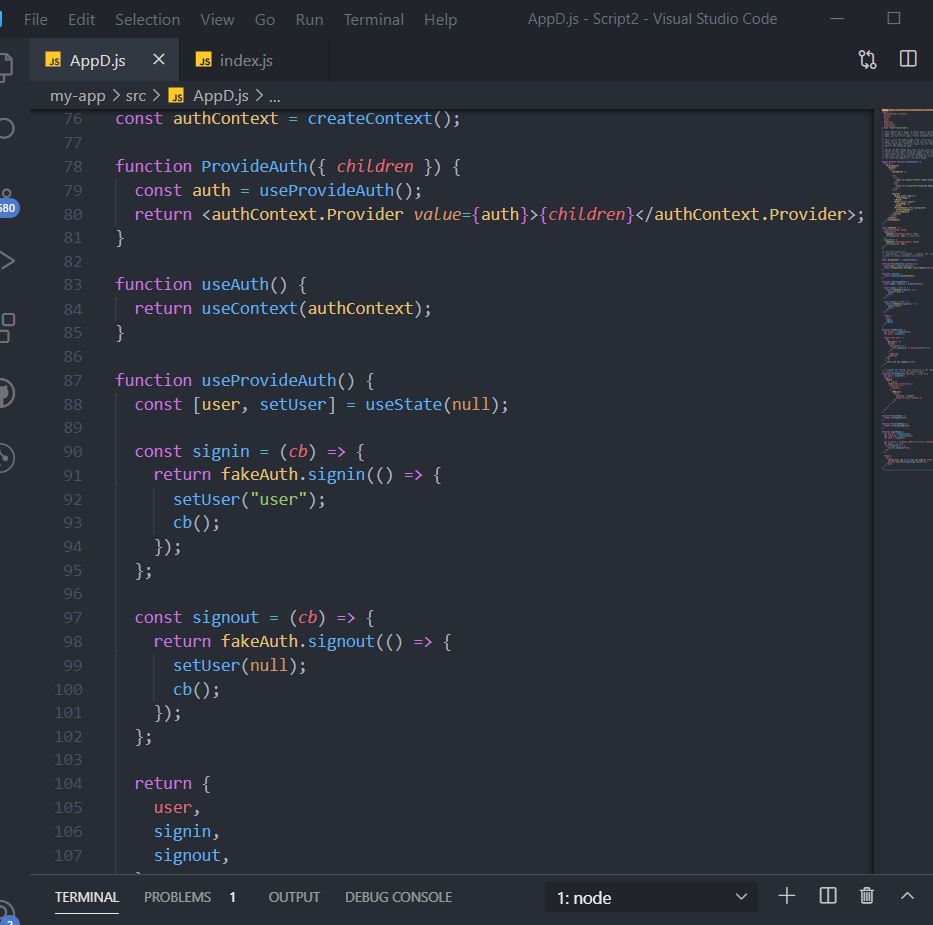 File Edit Selection View Go Run Terminal Help AppD.js - Script2 - Visual Studio Code
JS AppD.js JS index.js
my-app > src > JS AppD.js > ...
76 const authContext = createContext();
77
78 function ProvideAuth({ children }) {
79 const auth = useProvideAuth();
80 return <authContext.Provider value={auth}>{children}</authContext.Provider>;
81 }
82
83 function useAuth() {
84 return useContext(authContext);
85 }
86
87 function useProvideAuth() {
88 const [user, setUser] = useState(null);
89
90 const signin = (cb) => {
91 return fakeAuth.signin(() => {
92 setUser("user");
93 cb();
94 });
95 };
96
97 const signout = (cb) => {
98 return fakeAuth.signout(() => {
99 setUser(null);
100 cb();
101 });
102 };
103
104 return {
105 user,
106 signin,
107 signout,
TERMINAL PROBLEMS 1 OUTPUT DEBUG CONSOLE 1: node